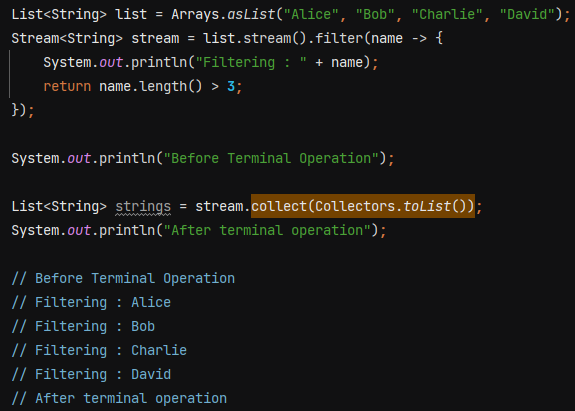 List<String> list = Arrays.asList("Alice", "Bob", "Charlie", "David");
Stream<String> stream = list.stream().filter(name -> {
    System.out.println("Filtering : " + name);
    return name.length() > 3;
});

System.out.println("Before Terminal Operation");

List<String> strings = stream.collect(Collectors.toList());
System.out.println("After terminal operation");

// Before Terminal Operation
// Filtering : Alice
// Filtering : Bob
// Filtering : Charlie
// Filtering : David
// After terminal operation